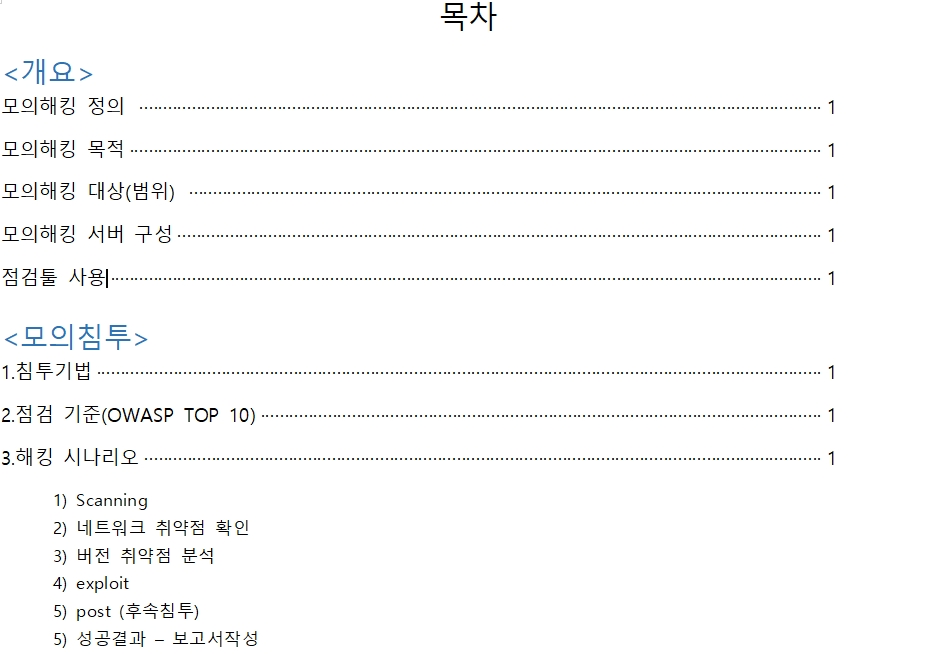 목차
<개요>
모의해킹 정의 ················································ 1
모의해킹 목적 ················································ 1
모의해킹 대상(범위) ················································ 1
모의해킹 서버 구성 ················································ 1
점검툴 사용 ················································ 1
<모의침투>
1.침투기법 ················································ 1
2.점검 기준(OWASP TOP 10) ················································ 1
3.해킹 시나리오 ················································ 1
1) Scanning
2) 네트워크 취약점 확인
3) 버전 취약점 분석
4) exploit
5) post (후속침투)
5) 성공결과 – 보고서작성